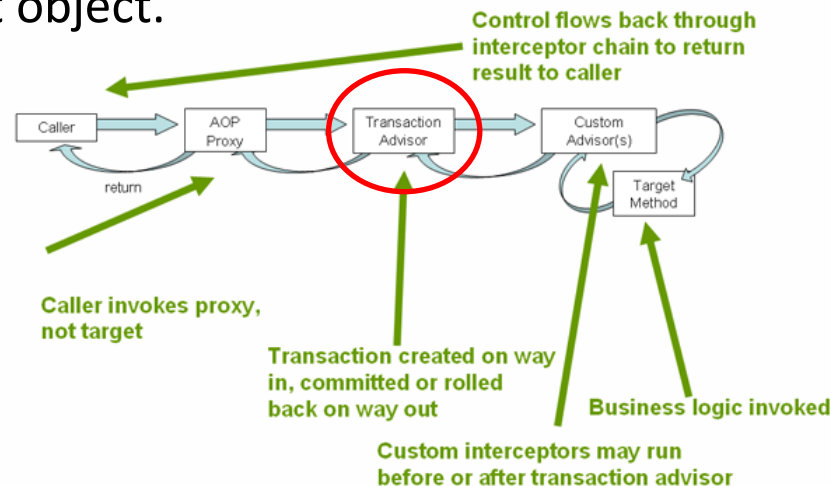 t object.
Control flows back through
interceptor chain to return
result to caller
Caller
AOP
Proxy
Transaction
Advisor
Custom
Advisor(s)
Target
Method
return
Caller invokes proxy,
not target
Transaction created on way
in, committed or rolled
back on way out
Business logic invoked
Custom interceptors may run
before or after transaction advisor